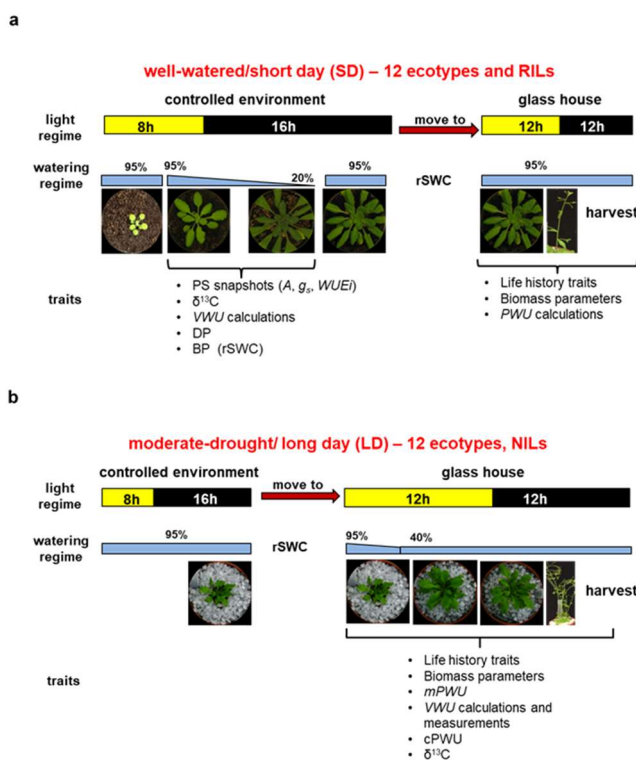 a
well-watered/short day (SD) – 12 ecotypes and RILs
controlled environment
move to
glass house
light regime
8h
16h
12h
12h
watering regime
95%
95%
20%
95%
rSWC
95%
harvest
traits
• PS snapshots (A, gs, WUEi)
• δ13C
• VWU calculations
• DP
• BP (rSWC)
• Life history traits
• Biomass parameters
• PWU calculations
b
moderate-drought/ long day (LD) – 12 ecotypes, NILs
controlled environment
move to
glass house
light regime
8h
16h
12h
12h
watering regime
95%
rSWC
95%
40%
harvest
traits
• Life history traits
• Biomass parameters
• mPWU
• VWU calculations and
measurements
• cPWU
• δ13C